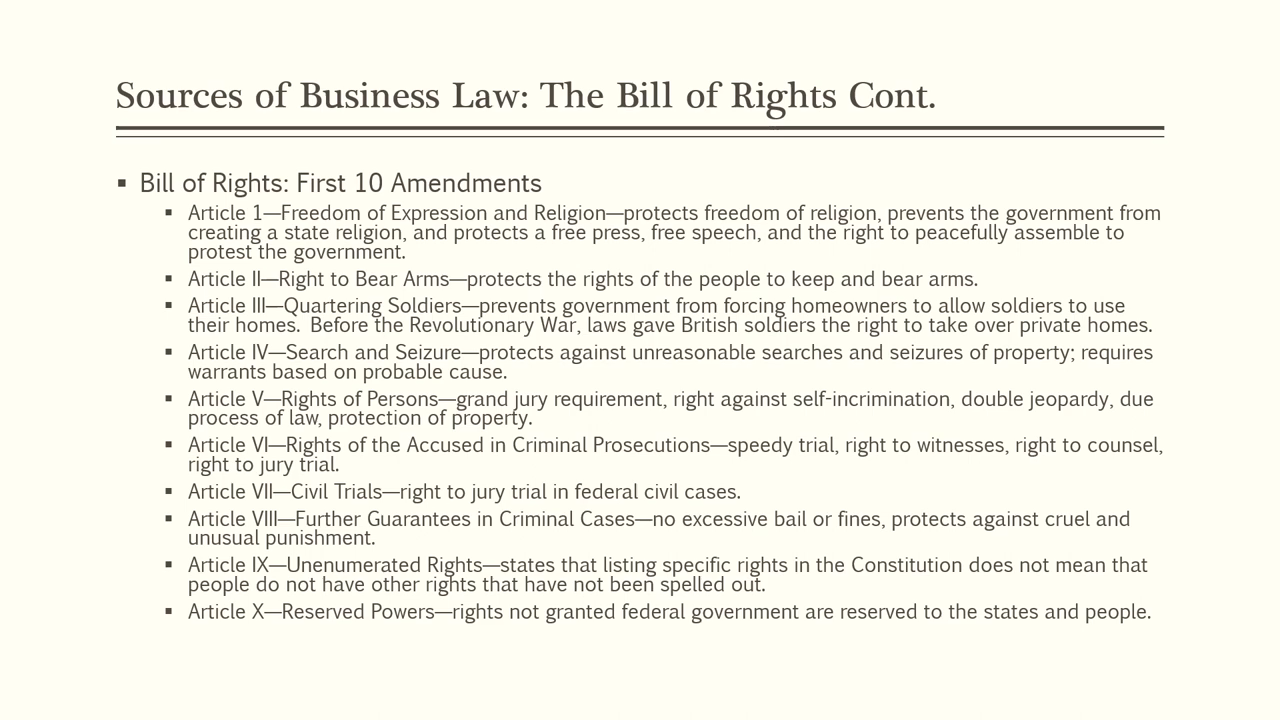 Sources of Business Law: The Bill of Rights Cont.
▪ Bill of Rights: First 10 Amendments
▪ Article 1—Freedom of Expression and Religion—protects freedom of religion, prevents the government from
creating a state religion, and protects a free press, free speech, and the right to peacefully assemble to
protest the government.
▪ Article II—Right to Bear Arms—protects the rights of the people to keep and bear arms.
▪ Article III—Quartering Soldiers—prevents government from forcing homeowners to allow soldiers to use
their homes.  Before the Revolutionary War, laws gave British soldiers the right to take over private homes.
▪ Article IV—Search and Seizure—protects against unreasonable searches and seizures of property; requires
warrants based on probable cause.
▪ Article V—Rights of Persons—grand jury requirement, right against self-incrimination, double jeopardy, due
process of law, protection of property.
▪ Article VI—Rights of the Accused in Criminal Prosecutions—speedy trial, right to witnesses, right to counsel,
right to jury trial.
▪ Article VII—Civil Trials—right to jury trial in federal civil cases.
▪ Article VIII—Further Guarantees in Criminal Cases—no excessive bail or fines, protects against cruel and
unusual punishment.
▪ Article IX—Unenumerated Rights—states that listing specific rights in the Constitution does not mean that
people do not have other rights that have not been spelled out.
▪ Article X—Reserved Powers—rights not granted federal government are reserved to the states and people.